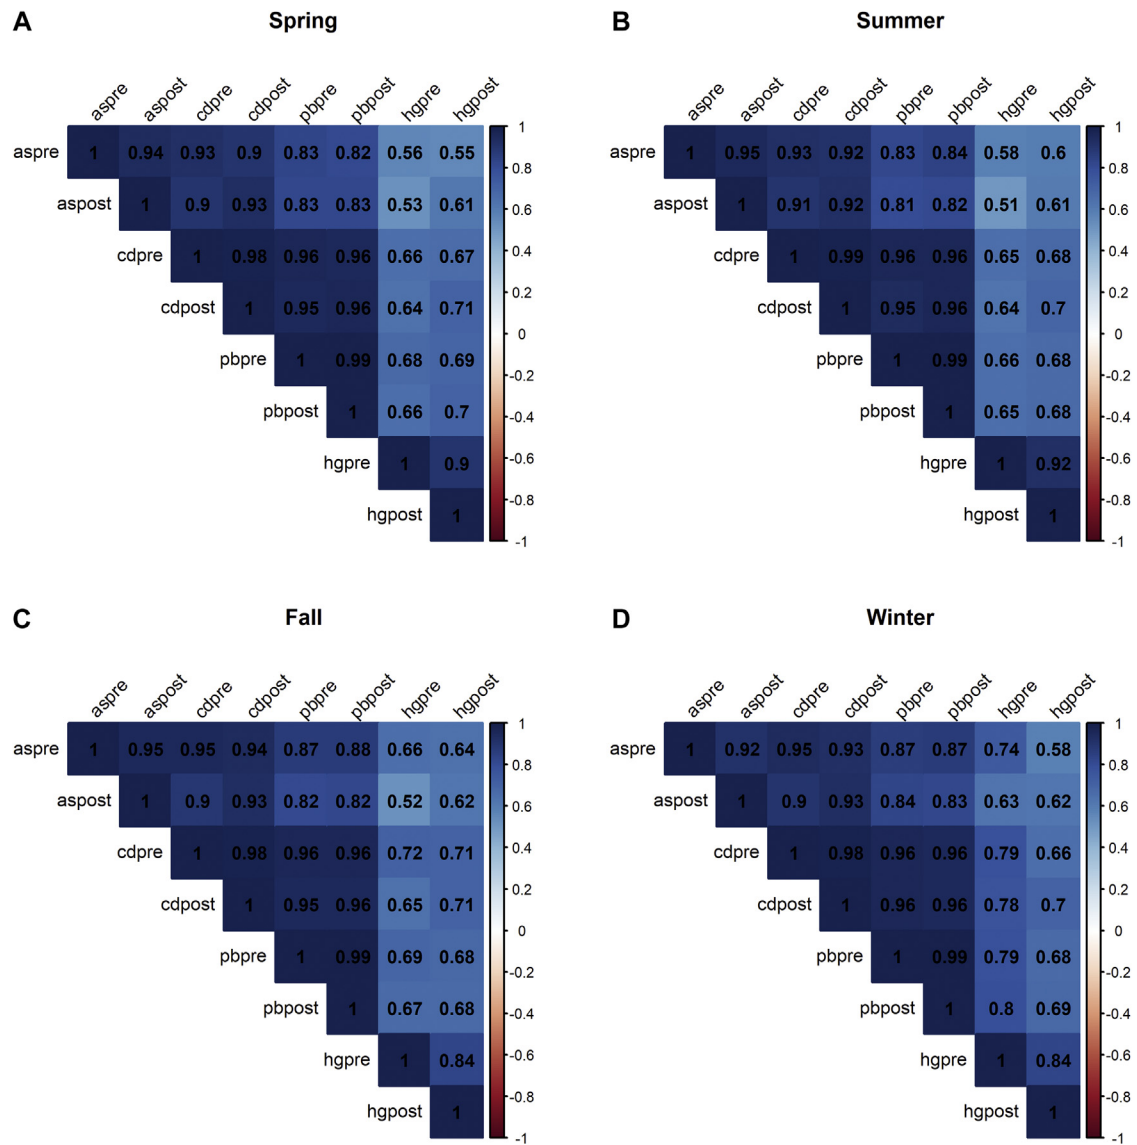 A Spring
aspre aspost cdpre cdpost pbpre pbpost hgpre hgpost
aspre 1 0.94 0.93 0.9 0.83 0.82 0.56 0.55
aspost 1 0.9 0.93 0.83 0.83 0.53 0.61
cdpre 1 0.98 0.96 0.96 0.66 0.67
cdpost 1 0.95 0.96 0.64 0.71
pbpre 1 0.99 0.68 0.69
pbpost 1 0.66 0.7
hgpre 1 0.9
hgpost 1
1
0.8
0.6
0.4
0.2
0
-0.2
-0.4
-0.6
-0.8
-1
B Summer
aspre aspost cdpre cdpost pbpre pbpost hgpre hgpost
aspre 1 0.95 0.93 0.92 0.83 0.84 0.58 0.6
aspost 1 0.91 0.92 0.81 0.82 0.51 0.61
cdpre 1 0.99 0.96 0.96 0.65 0.68
cdpost 1 0.95 0.96 0.64 0.7
pbpre 1 0.99 0.66 0.68
pbpost 1 0.65 0.68
hgpre 1 0.92
hgpost 1
1
0.8
0.6
0.4
0.2
0
-0.2
-0.4
-0.6
-0.8
-1
C Fall
aspre aspost cdpre cdpost pbpre pbpost hgpre hgpost
aspre 1 0.95 0.95 0.94 0.87 0.88 0.66 0.64
aspost 1 0.9 0.93 0.82 0.82 0.52 0.62
cdpre 1 0.98 0.96 0.96 0.72 0.71
cdpost 1 0.95 0.96 0.65 0.71
pbpre 1 0.99 0.69 0.68
pbpost 1 0.67 0.68
hgpre 1 0.84
hgpost 1
1
0.8
0.6
0.4
0.2
0
-0.2
-0.4
-0.6
-0.8
-1
D Winter
aspre aspost cdpre cdpost pbpre pbpost hgpre hgpost
aspre 1 0.92 0.95 0.93 0.87 0.87 0.74 0.58
aspost 1 0.9 0.93 0.84 0.83 0.63 0.62
cdpre 1 0.98 0.96 0.96 0.79 0.66
cdpost 1 0.96 0.96 0.78 0.7
pbpre 1 0.99 0.79 0.68
pbpost 1 0.8 0.69
hgpre 1 0.84
hgpost 1
1
0.8
0.6
0.4
0.2
0
-0.2
-0.4
-0.6
-0.8
-1